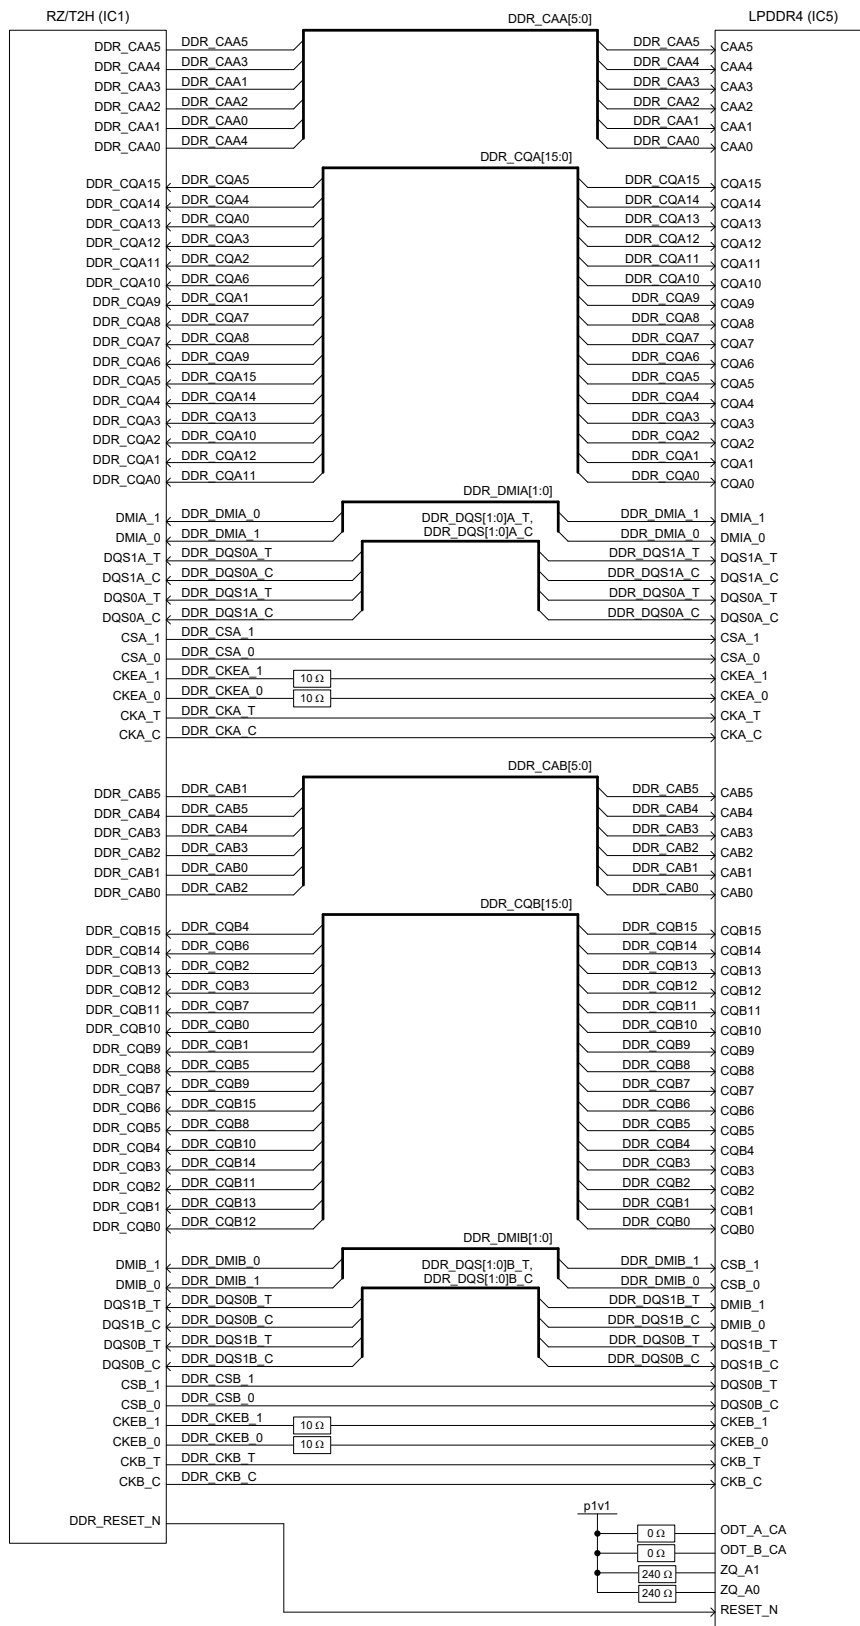 RZ/T2H (IC1) DDR_CAA[5:0] LPDDR4 (IC5)
DDR_CAA5 DDR_CAA5 DDR_CAA5 CAA5
DDR_CAA4 DDR_CAA3 DDR_CAA4 CAA4
DDR_CAA3 DDR_CAA1 DDR_CAA3 CAA3
DDR_CAA2 DDR_CAA2 DDR_CAA2 CAA2
DDR_CAA1 DDR_CAA0 DDR_CAA1 CAA1
DDR_CAA0 DDR_CAA4 DDR_CAA0 CAA0
DDR_CQA[15:0]
DDR_CQA15 DDR_CQA5 DDR_CQA15 CQA15
DDR_CQA14 DDR_CQA4 DDR_CQA14 CQA14
DDR_CQA13 DDR_CQA0 DDR_CQA13 CQA13
DDR_CQA12 DDR_CQA3 DDR_CQA12 CQA12
DDR_CQA11 DDR_CQA2 DDR_CQA11 CQA11
DDR_CQA10 DDR_CQA6 DDR_CQA10 CQA10
DDR_CQA9 DDR_CQA1 DDR_CQA9 CQA9
DDR_CQA8 DDR_CQA7 DDR_CQA8 CQA8
DDR_CQA7 DDR_CQA8 DDR_CQA7 CQA7
DDR_CQA6 DDR_CQA9 DDR_CQA6 CQA6
DDR_CQA5 DDR_CQA15 DDR_CQA5 CQA5
DDR_CQA4 DDR_CQA14 DDR_CQA4 CQA4
DDR_CQA3 DDR_CQA13 DDR_CQA3 CQA3
DDR_CQA2 DDR_CQA10 DDR_CQA2 CQA2
DDR_CQA1 DDR_CQA12 DDR_CQA1 CQA1
DDR_CQA0 DDR_CQA11 DDR_CQA0 CQA0
DDR_DMIA[1:0]
DMIA_1 DDR_DMIA_0 DDR_DQS[1:0]A_T, DDR_DMIA_1 DMIA_1
DMIA_0 DDR_DMIA_1 DDR_DQS[1:0]A_C DDR_DMIA_0 DMIA_0
DQS1A_T DDR_DQS0A_T DDR_DQS1A_T DQS1A_T
DQS1A_C DDR_DQS0A_C DDR_DQS1A_C DQS1A_C
DQS0A_T DDR_DQS1A_T DDR_DQS0A_T DQS0A_T
DQS0A_C DDR_DQS1A_C DDR_DQS0A_C DQS0A_C
CSA_1 DDR_CSA_1 CSA_1
CSA_0 DDR_CSA_0 CSA_0
CKEA_1 DDR_CKEA_1 10 Ω CKEA_1
CKEA_0 DDR_CKEA_0 10 Ω CKEA_0
CKA_T DDR_CKA_T CKA_T
CKA_C DDR_CKA_C CKA_C
DDR_CAB[5:0]
DDR_CAB5 DDR_CAB1 DDR_CAB5 CAB5
DDR_CAB4 DDR_CAB5 DDR_CAB4 CAB4
DDR_CAB3 DDR_CAB4 DDR_CAB3 CAB3
DDR_CAB2 DDR_CAB3 DDR_CAB2 CAB2
DDR_CAB1 DDR_CAB0 DDR_CAB1 CAB1
DDR_CAB0 DDR_CAB2 DDR_CAB0 CAB0
DDR_CQB[15:0]
DDR_CQB15 DDR_CQB4 DDR_CQB15 CQB15
DDR_CQB14 DDR_CQB6 DDR_CQB14 CQB14
DDR_CQB13 DDR_CQB2 DDR_CQB13 CQB13
DDR_CQB12 DDR_CQB3 DDR_CQB12 CQB12
DDR_CQB11 DDR_CQB7 DDR_CQB11 CQB11
DDR_CQB10 DDR_CQB0 DDR_CQB10 CQB10
DDR_CQB9 DDR_CQB1 DDR_CQB9 CQB9
DDR_CQB8 DDR_CQB5 DDR_CQB8 CQB8
DDR_CQB7 DDR_CQB9 DDR_CQB7 CQB7
DDR_CQB6 DDR_CQB15 DDR_CQB6 CQB6
DDR_CQB5 DDR_CQB8 DDR_CQB5 CQB5
DDR_CQB4 DDR_CQB10 DDR_CQB4 CQB4
DDR_CQB3 DDR_CQB14 DDR_CQB3 CQB3
DDR_CQB2 DDR_CQB11 DDR_CQB2 CQB2
DDR_CQB1 DDR_CQB13 DDR_CQB1 CQB1
DDR_CQB0 DDR_CQB12 DDR_CQB0 CQB0
DDR_DMIB[1:0]
DMIB_1 DDR_DMIB_0 DDR_DQS[1:0]B_T, DDR_DMIB_1 CSB_1
DMIB_0 DDR_DMIB_1 DDR_DQS[1:0]B_C DDR_DMIB_0 CSB_0
DQS1B_T DDR_DQS0B_T DDR_DQS1B_T DMIB_1
DQS1B_C DDR_DQS0B_C DDR_DQS1B_C DMIB_0
DQS0B_T DDR_DQS1B_T DDR_DQS0B_T DQS1B_T
DQS0B_C DDR_DQS1B_C DDR_DQS0B_C DQS1B_C
CSB_1 DDR_CSB_1 DQS0B_T
CSB_0 DDR_CSB_0 DQS0B_C
CKEB_1 DDR_CKEB_1 10 Ω CKEB_1
CKEB_0 DDR_CKEB_0 10 Ω CKEB_0
CKB_T DDR_CKB_T CKB_T
CKB_C DDR_CKB_C CKB_C
p1v1
DDR_RESET_N
0 Ω ODT_A_CA
0 Ω ODT_B_CA
240 Ω ZQ_A1
240 Ω ZQ_A0
RESET_N